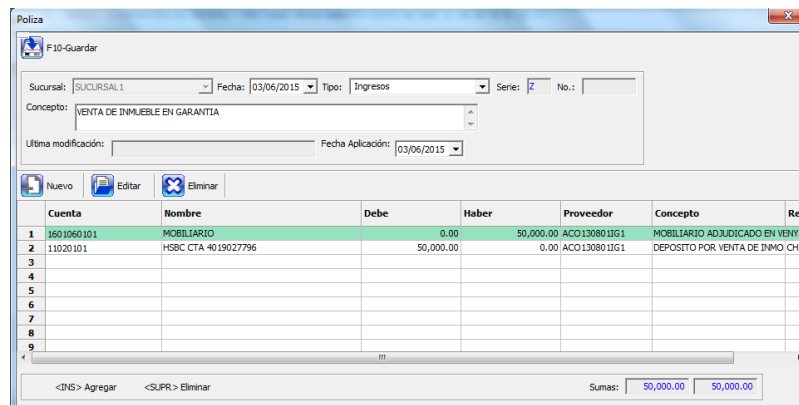 Poliza
F10-Guardar
Sucursal: SUCURSAL1 Fecha: 03/06/2015 Tipo: Ingresos Serie: Z No.:
Concepto: VENTA DE INMUEBLE EN GARANTIA
Ultima modificación: Fecha Aplicación: 03/06/2015
Nuevo Editar Eliminar
Cuenta Nombre Debe Haber Proveedor Concepto Re
1 1601060101 MOBILIARIO 0.00 50,000.00 ACO130801IG1 MOBILIARIO ADJUDICADO EN VENY
2 11020101 HSBC CTA 4019027796 50,000.00 0.00 ACO130801IG1 DEPOSITO POR VENTA DE INMO CH
3
4
5
6
7
8
9
<INS> Agregar <SUPR> Eliminar Sumas: 50,000.00 50,000.00